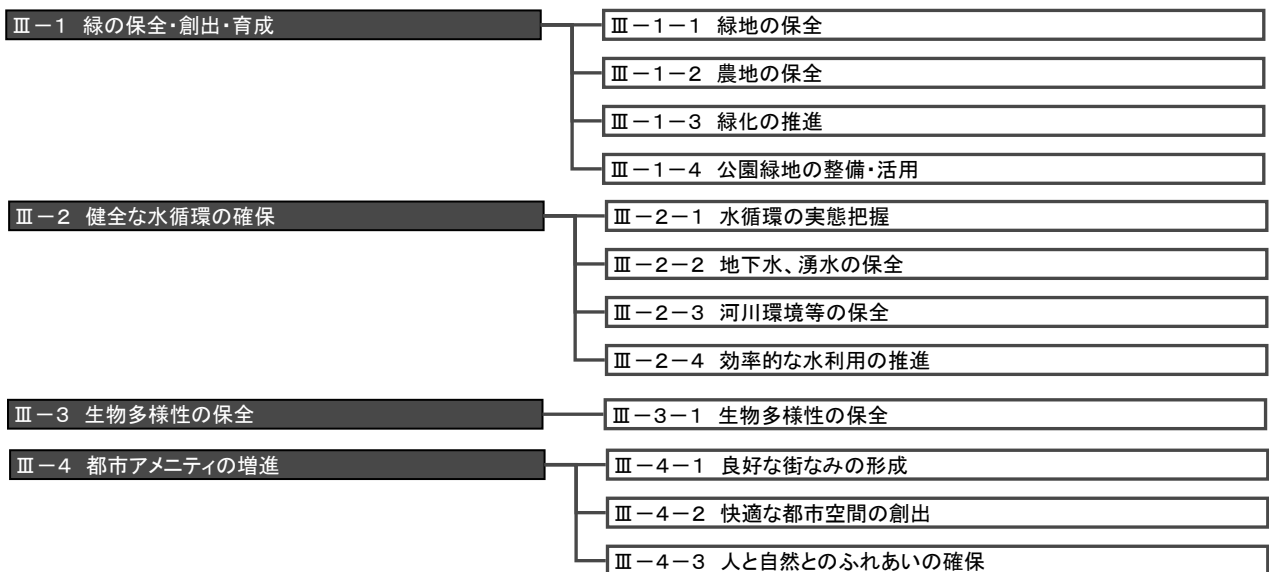 Ⅲ－1 緑の保全・創出・育成
Ⅲ－1－1 緑地の保全
Ⅲ－1－2 農地の保全
Ⅲ－1－3 緑化の推進
Ⅲ－1－4 公園緑地の整備・活用
Ⅲ－2 健全な水循環の確保
Ⅲ－2－1 水循環の実態把握
Ⅲ－2－2 地下水、湧水の保全
Ⅲ－2－3 河川環境等の保全
Ⅲ－2－4 効率的な水利用の推進
Ⅲ－3 生物多様性の保全
Ⅲ－3－1 生物多様性の保全
Ⅲ－4 都市アメニティの増進
Ⅲ－4－1 良好な街なみの形成
Ⅲ－4－2 快適な都市空間の創出
Ⅲ－4－3 人と自然とのふれあいの確保